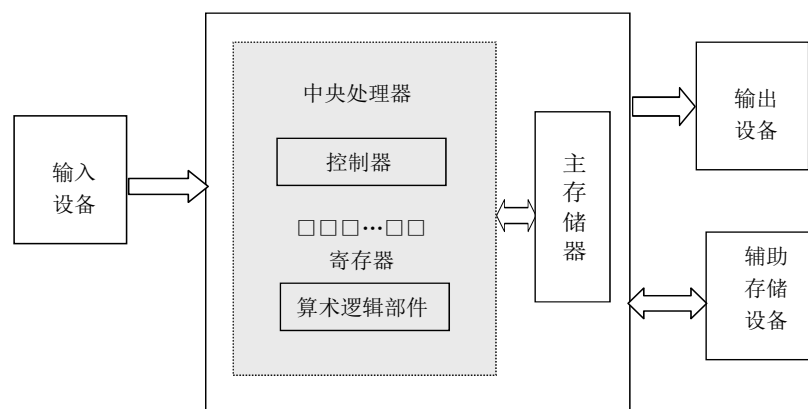 输入
设备
中央处理器
控制器
□□□…□□
寄存器
算术逻辑部件
主
存
储
器
输出
设备
辅助
存储
设备